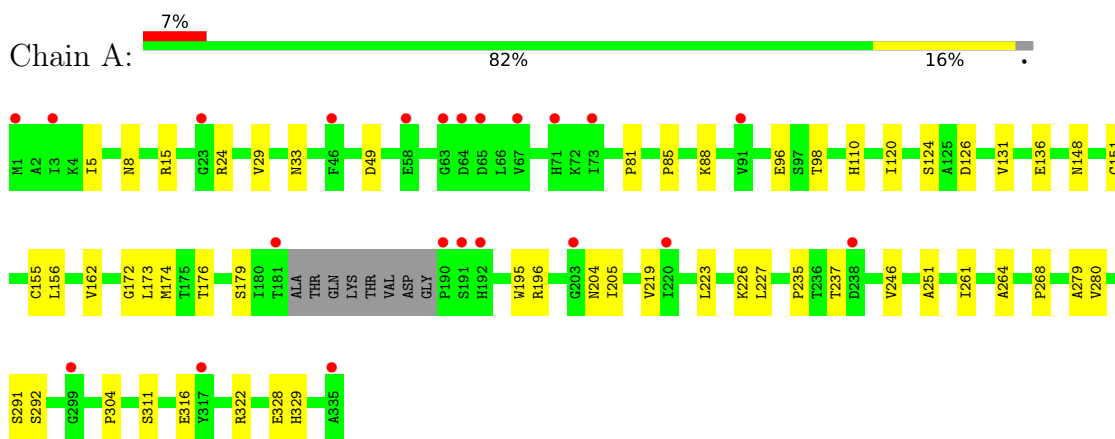 7%
Chain A:
82% 16% •
M1 A2 I3 K4 I5 N8 R15 G23 R24 V29 N33 F46 D49 E58 G63 D64 D65 L66 V67 H71 K72 I73 P81 P85 K88 V91 E96 S97 T98 H110 I120 S124 A125 D126 V131 E136 N148 G151
C155 L156 V162 G172 L173 M174 T175 T176 S179 I180 T181 ALA THR GLN LYS THR VAL ASP GLY P190 S191 H192 W195 R196 G203 N204 I205 V219 I220 L223 K226 L227 P235 T236 T237 D238 V246 A251 I261 A264 P268 A279 V280
S291 S292 G299 P304 S311 E316 Y317 R322 E328 H329 A335